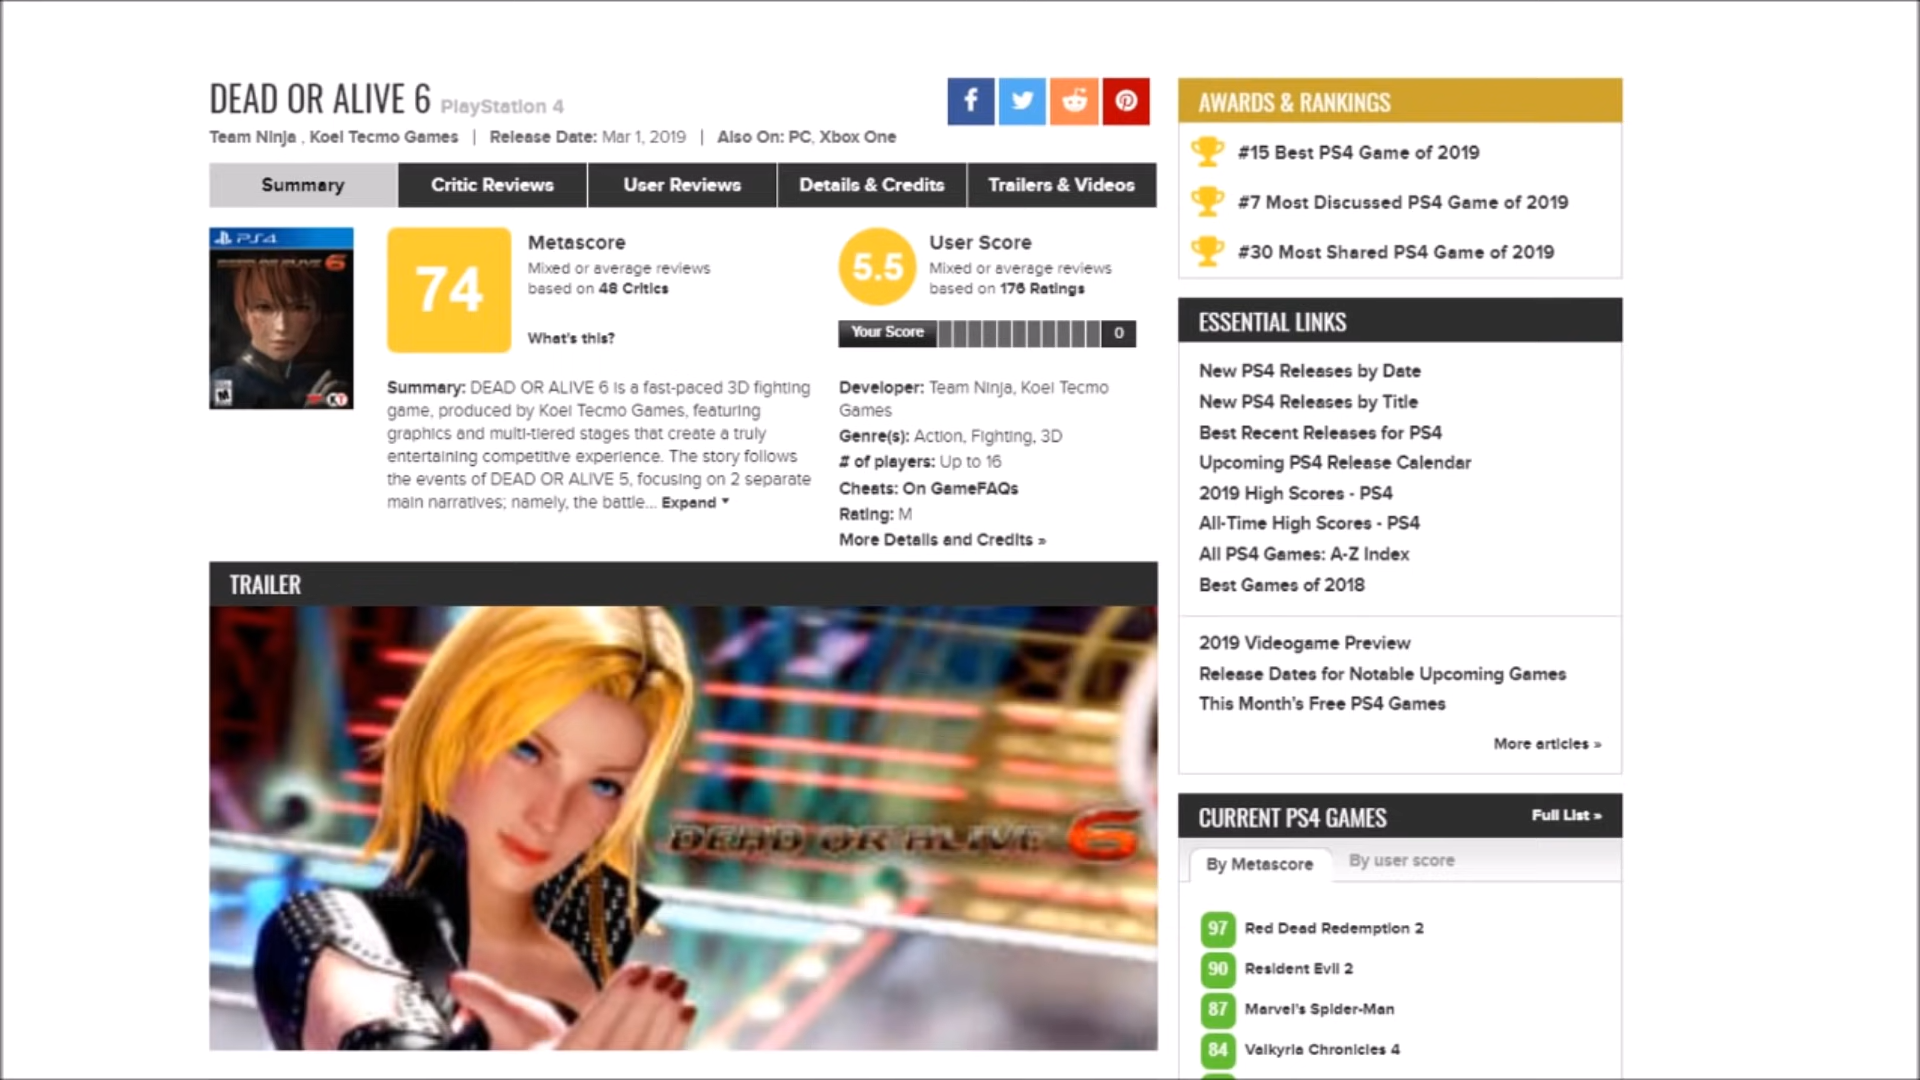 DEAD OR ALIVE 6 PlayStation 4
Team Ninja , Koei Tecmo Games | Release Date: Mar 1, 2019 | Also On: PC, Xbox One
Summary
Critic Reviews
User Reviews
Details & Credits
Trailers & Videos
PS4
DEAD OR ALIVE 6
74
Metascore
Mixed or average reviews
based on 48 Critics
What's this?
5.5
User Score
Mixed or average reviews
based on 176 Ratings
Your Score
0
Summary: DEAD OR ALIVE 6 is a fast-paced 3D fighting
game, produced by Koei Tecmo Games, featuring
graphics and multi-tiered stages that create a truly
entertaining competitive experience. The story follows
the events of DEAD OR ALIVE 5, focusing on 2 separate
main narratives; namely, the battle... Expand
Developer: Team Ninja, Koei Tecmo
Games
Genre(s): Action, Fighting, 3D
# of players: Up to 16
Cheats: On GameFAQs
Rating: M
More Details and Credits »
TRAILER
DEAD OR ALIVE 6
AWARDS & RANKINGS
#15 Best PS4 Game of 2019
#7 Most Discussed PS4 Game of 2019
#30 Most Shared PS4 Game of 2019
ESSENTIAL LINKS
New PS4 Releases by Date
New PS4 Releases by Title
Best Recent Releases for PS4
Upcoming PS4 Release Calendar
2019 High Scores - PS4
All-Time High Scores - PS4
All PS4 Games: A-Z Index
Best Games of 2018
2019 Videogame Preview
Release Dates for Notable Upcoming Games
This Month's Free PS4 Games
More articles »
CURRENT PS4 GAMES
Full List »
By Metascore
By user score
97 Red Dead Redemption 2
90 Resident Evil 2
87 Marvel's Spider-Man
84 Valkyria Chronicles 4